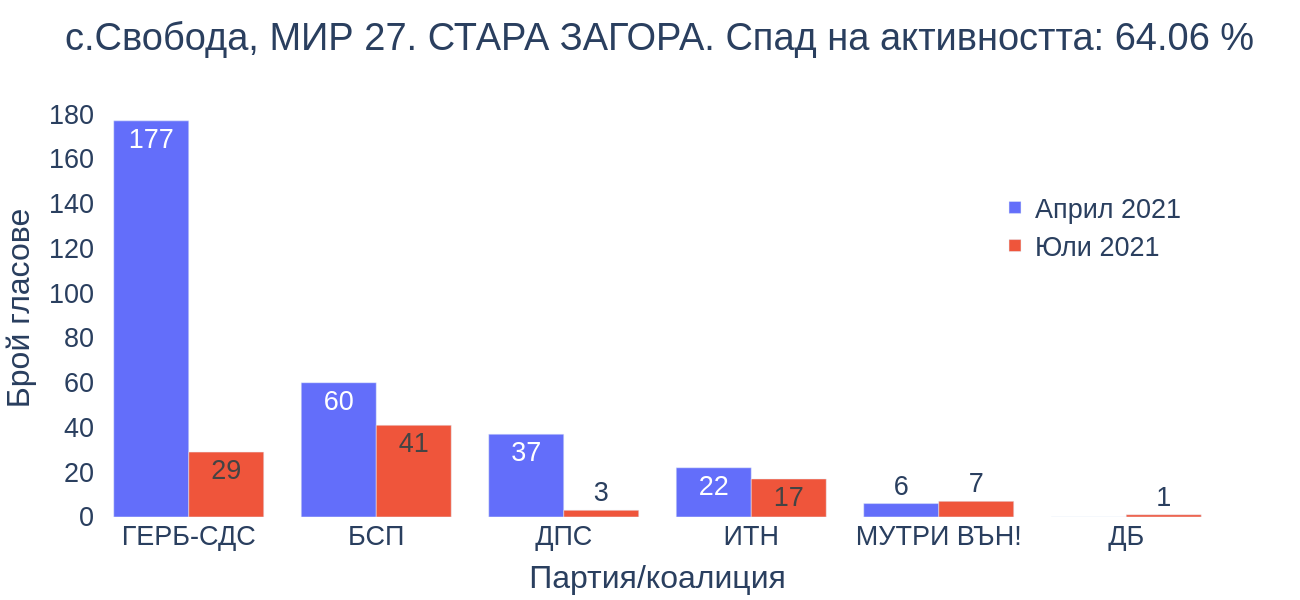 с.Свобода, МИР 27. СТАРА ЗАГОРА. Спад на активността: 64.06 %
Брой гласове
180
160
140
120
100
80
60
40
20
0
177
29
60
41
37
3
22
17
6
7
1
Април 2021
Юли 2021
ГЕРБ-СДС
БСП
ДПС
ИТН
МУТРИ ВЪН!
ДБ
Партия/коалиция